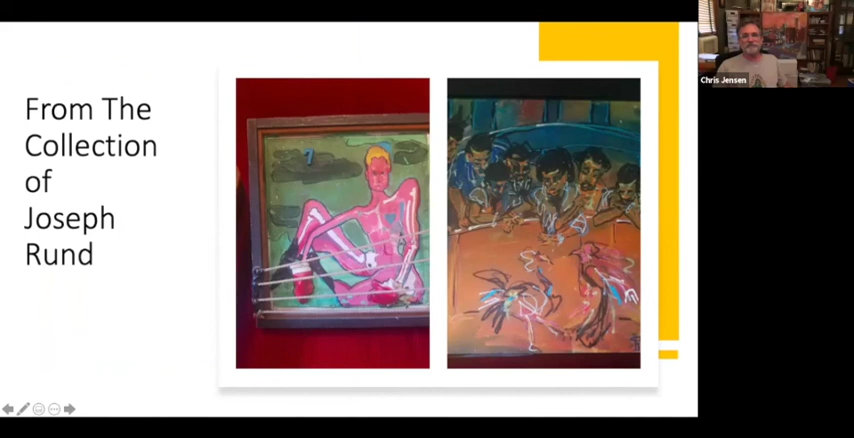 From The
Collection
of
Joseph
Rund
Chris Jensen